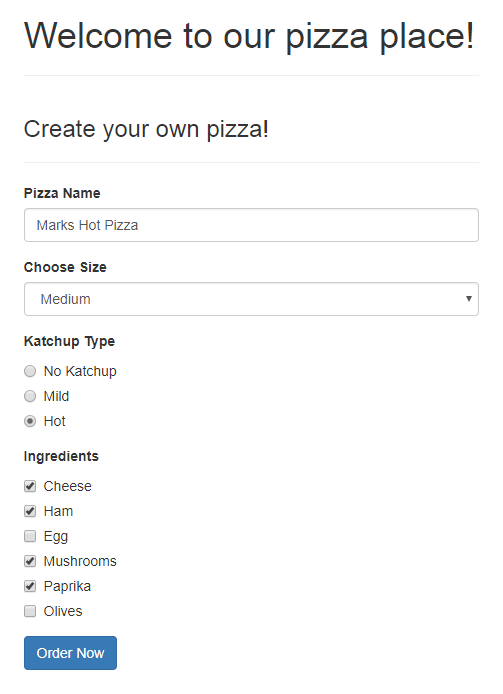 Welcome to our pizza place!
Create your own pizza!
Pizza Name
Marks Hot Pizza
Choose Size
Medium
Katchup Type
No Katchup
Mild
Hot
Ingredients
Cheese
Ham
Egg
Mushrooms
Paprika
Olives
Order Now